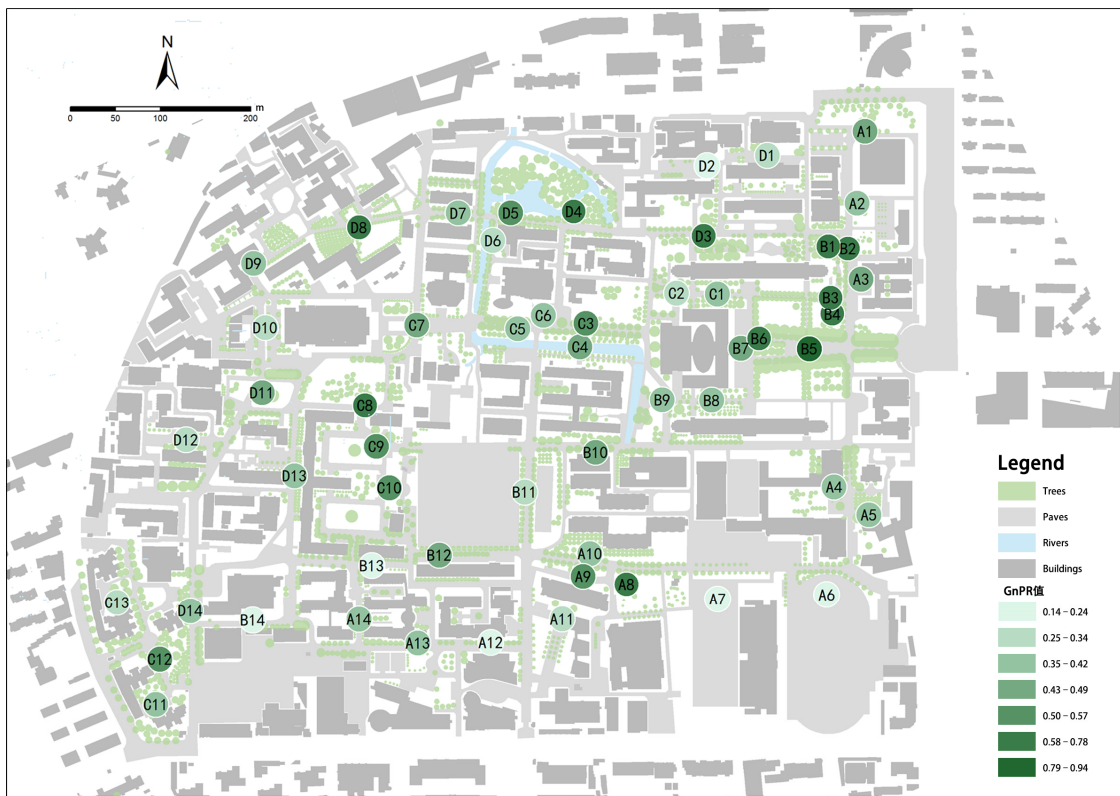 N
m
0 50 100 200
A1
D1
D2
A2
D7
D5
D4
D8
D3
D6
B1
B2
D9
A3
C2
C1
B3
B4
D10
C7
C5
C6
C3
C4
B7
B6
B5
D11
C8
B9
B8
D12
C9
B10
D13
C10
B11
A4
A5
Legend
Trees
Paves
Rivers
Buildings
GnPR值
0.14–0.24
0.25–0.34
0.35–0.42
0.43–0.49
0.50–0.57
0.58–0.78
0.79–0.94
B12
A10
B13
A9
A8
A7
A6
C13
D14
B14
A14
A11
A13
A12
C12
C11